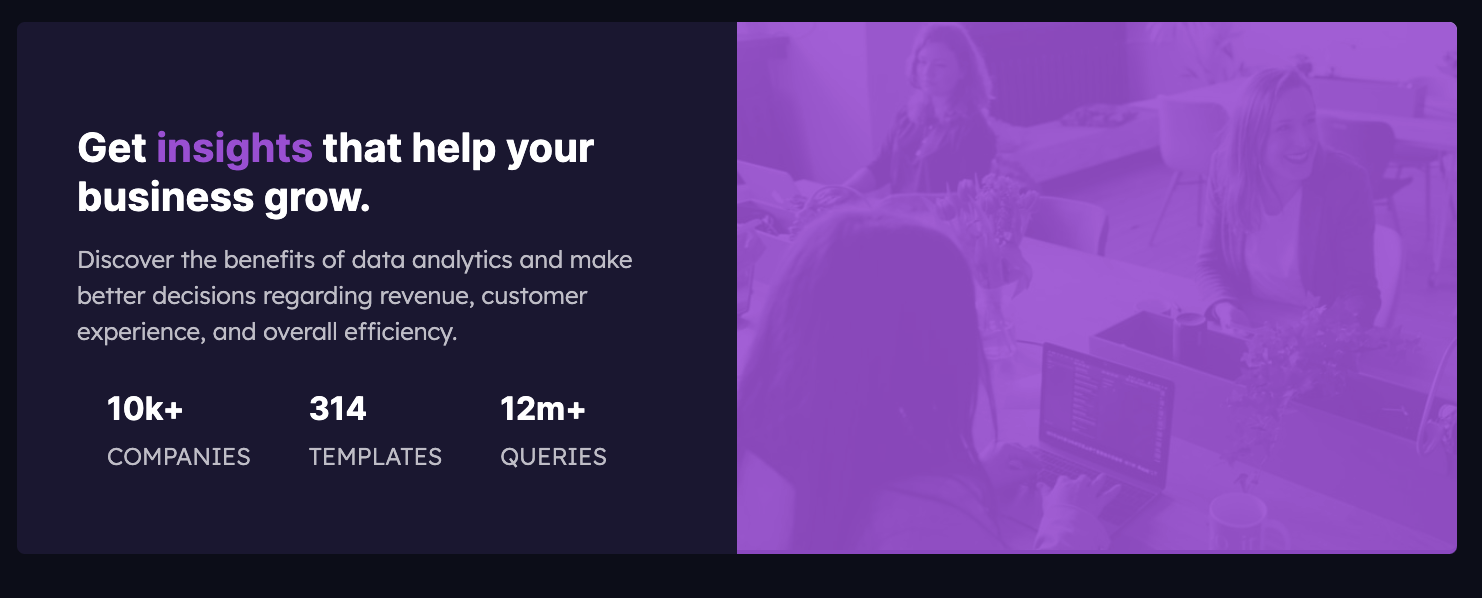 Get insights that help your
business grow.
Discover the benefits of data analytics and make
better decisions regarding revenue, customer
experience, and overall efficiency.
10k+ 314 12m+
COMPANIES TEMPLATES QUERIES